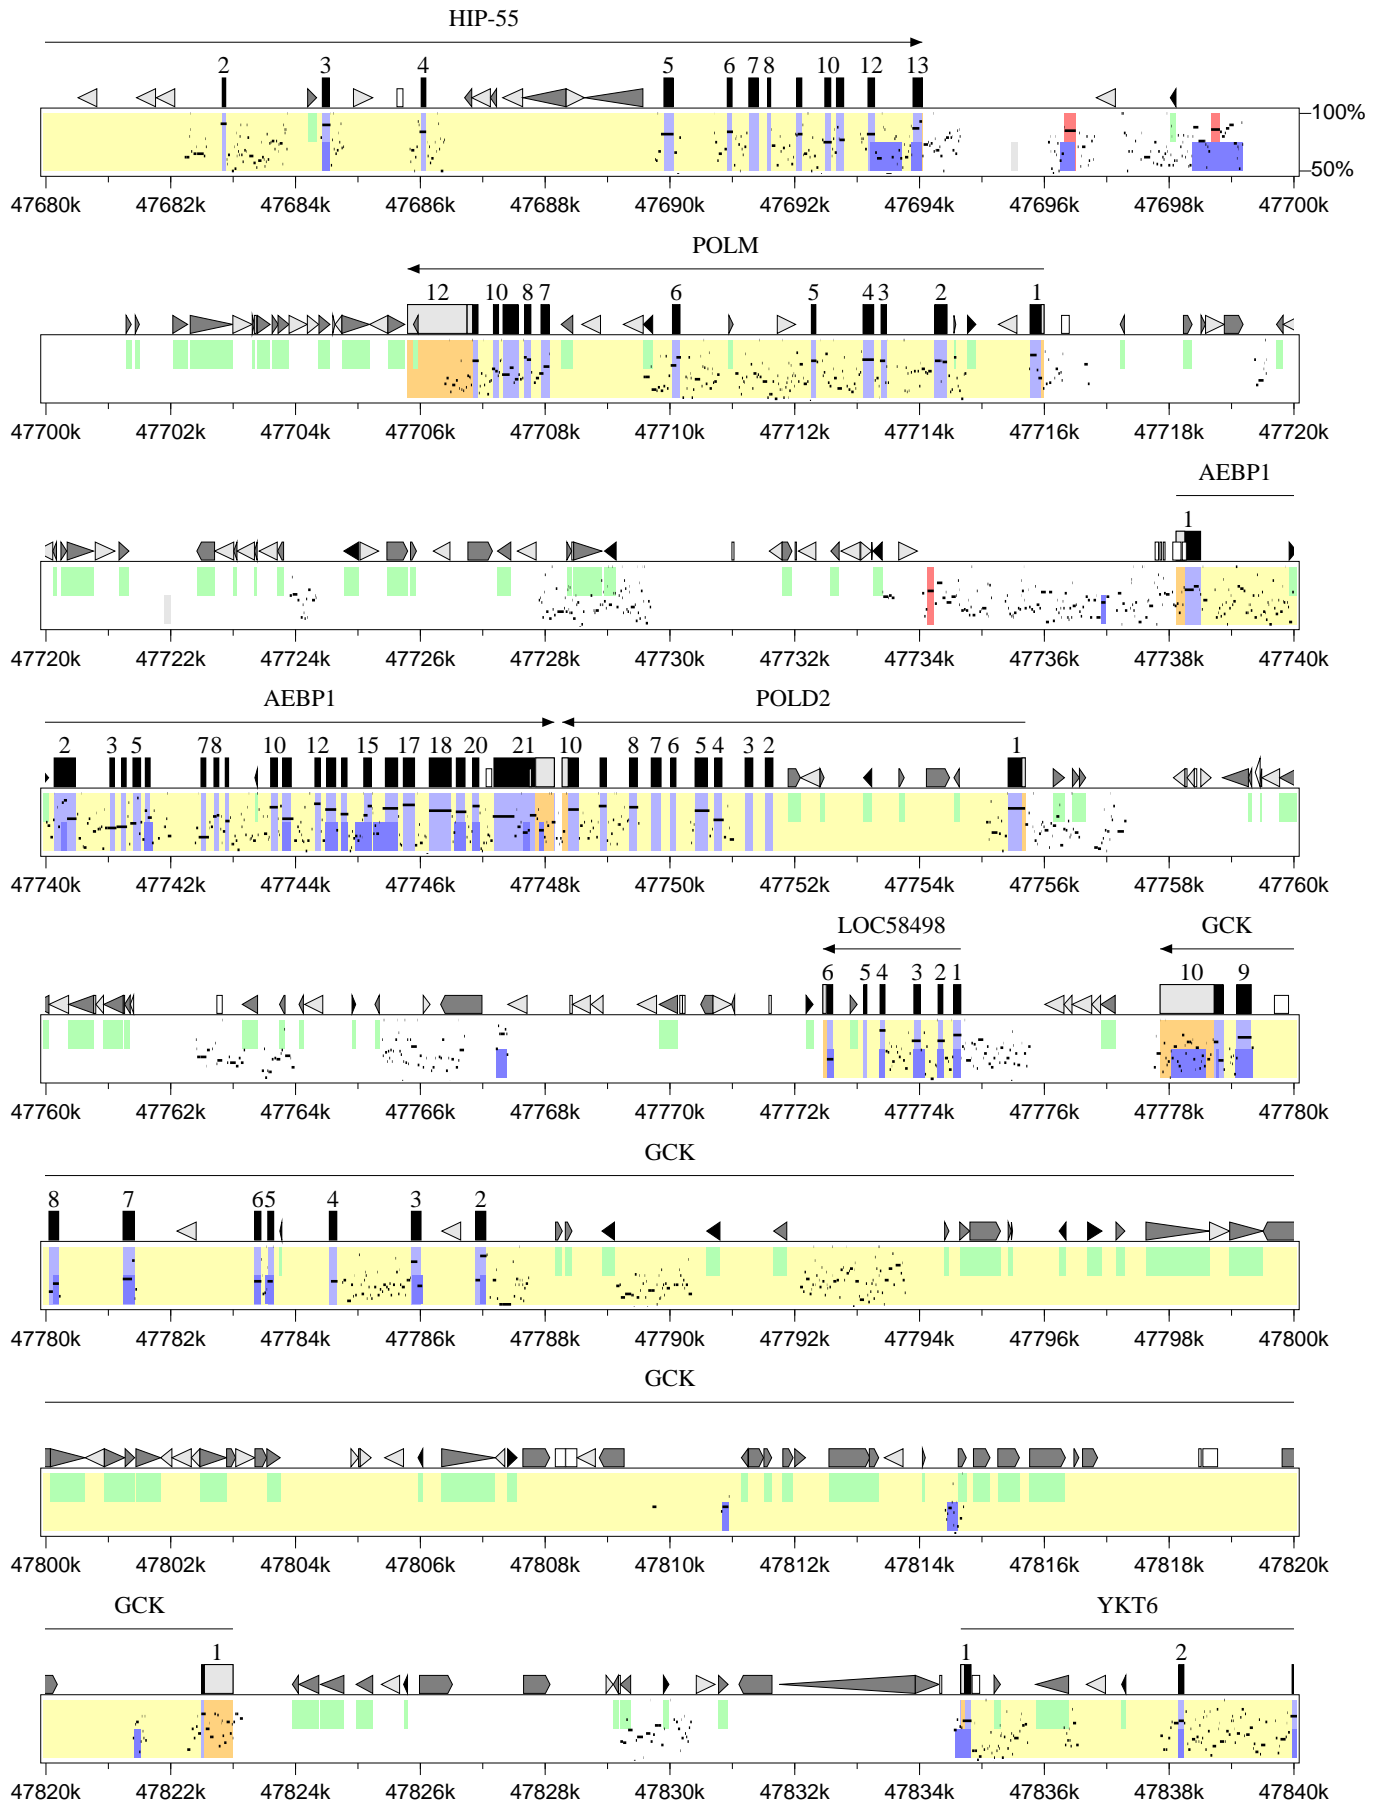 HIP-55
2 3 4 5 6 7 8 10 12 13
100%
50%
47680k 47682k 47684k 47686k 47688k 47690k 47692k 47694k 47696k 47698k 47700k
POLM
12 10 8 7 6 5 4 3 2 1
47700k 47702k 47704k 47706k 47708k 47710k 47712k 47714k 47716k 47718k 47720k
AEBP1
1
47720k 47722k 47724k 47726k 47728k 47730k 47732k 47734k 47736k 47738k 47740k
AEBP1 POLD2
2 3 5 7 8 10 12 15 17 18 20 21 10 8 7 6 5 4 3 2 1
47740k 47742k 47744k 47746k 47748k 47750k 47752k 47754k 47756k 47758k 47760k
LOC58498 GCK
6 5 4 3 2 1 10 9
47760k 47762k 47764k 47766k 47768k 47770k 47772k 47774k 47776k 47778k 47780k
GCK
8 7 6 5 4 3 2
47780k 47782k 47784k 47786k 47788k 47790k 47792k 47794k 47796k 47798k 47800k
GCK
47800k 47802k 47804k 47806k 47808k 47810k 47812k 47814k 47816k 47818k 47820k
GCK YKT6
1 1 2
47820k 47822k 47824k 47826k 47828k 47830k 47832k 47834k 47836k 47838k 47840k